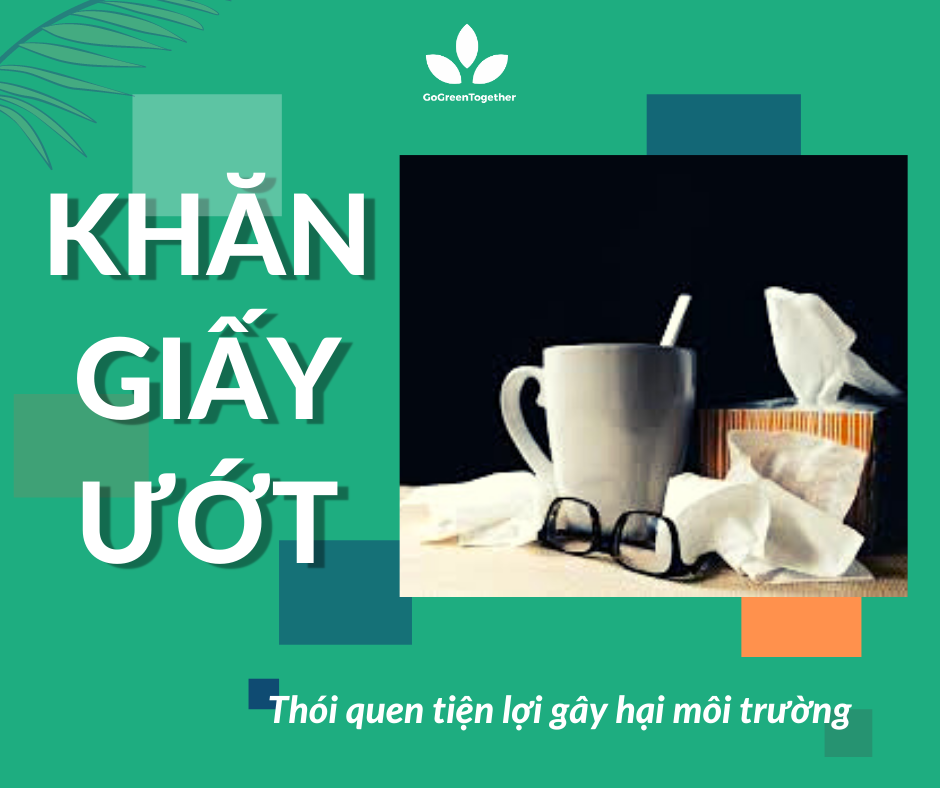 GoGreenTogether
KHĂN
GIẤY
ƯỚT
Thói quen tiện lợi gây hại môi trường